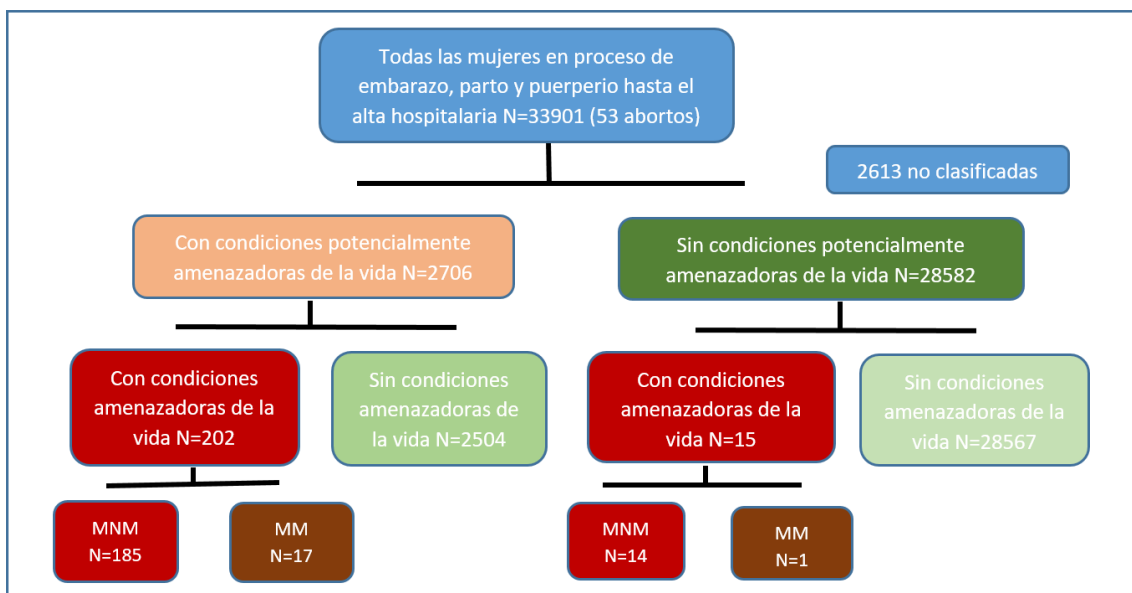 Todas las mujeres en proceso de
embarazo, parto y puerperio hasta el
alta hospitalaria N=33901 (53 abortos)
2613 no clasificadas
Con condiciones potencialmente
amenazadoras de la vida N=2706
Sin condiciones potencialmente
amenazadoras de la vida N=28582
Con condiciones
amenazadoras de la
vida N=202
Sin condiciones
amenazadoras de
la vida N=2504
Con condiciones
amenazadoras de la
vida N=15
Sin condiciones
amenazadoras de la
vida N=28567
MNM
N=185
MM
N=17
MNM
N=14
MM
N=1